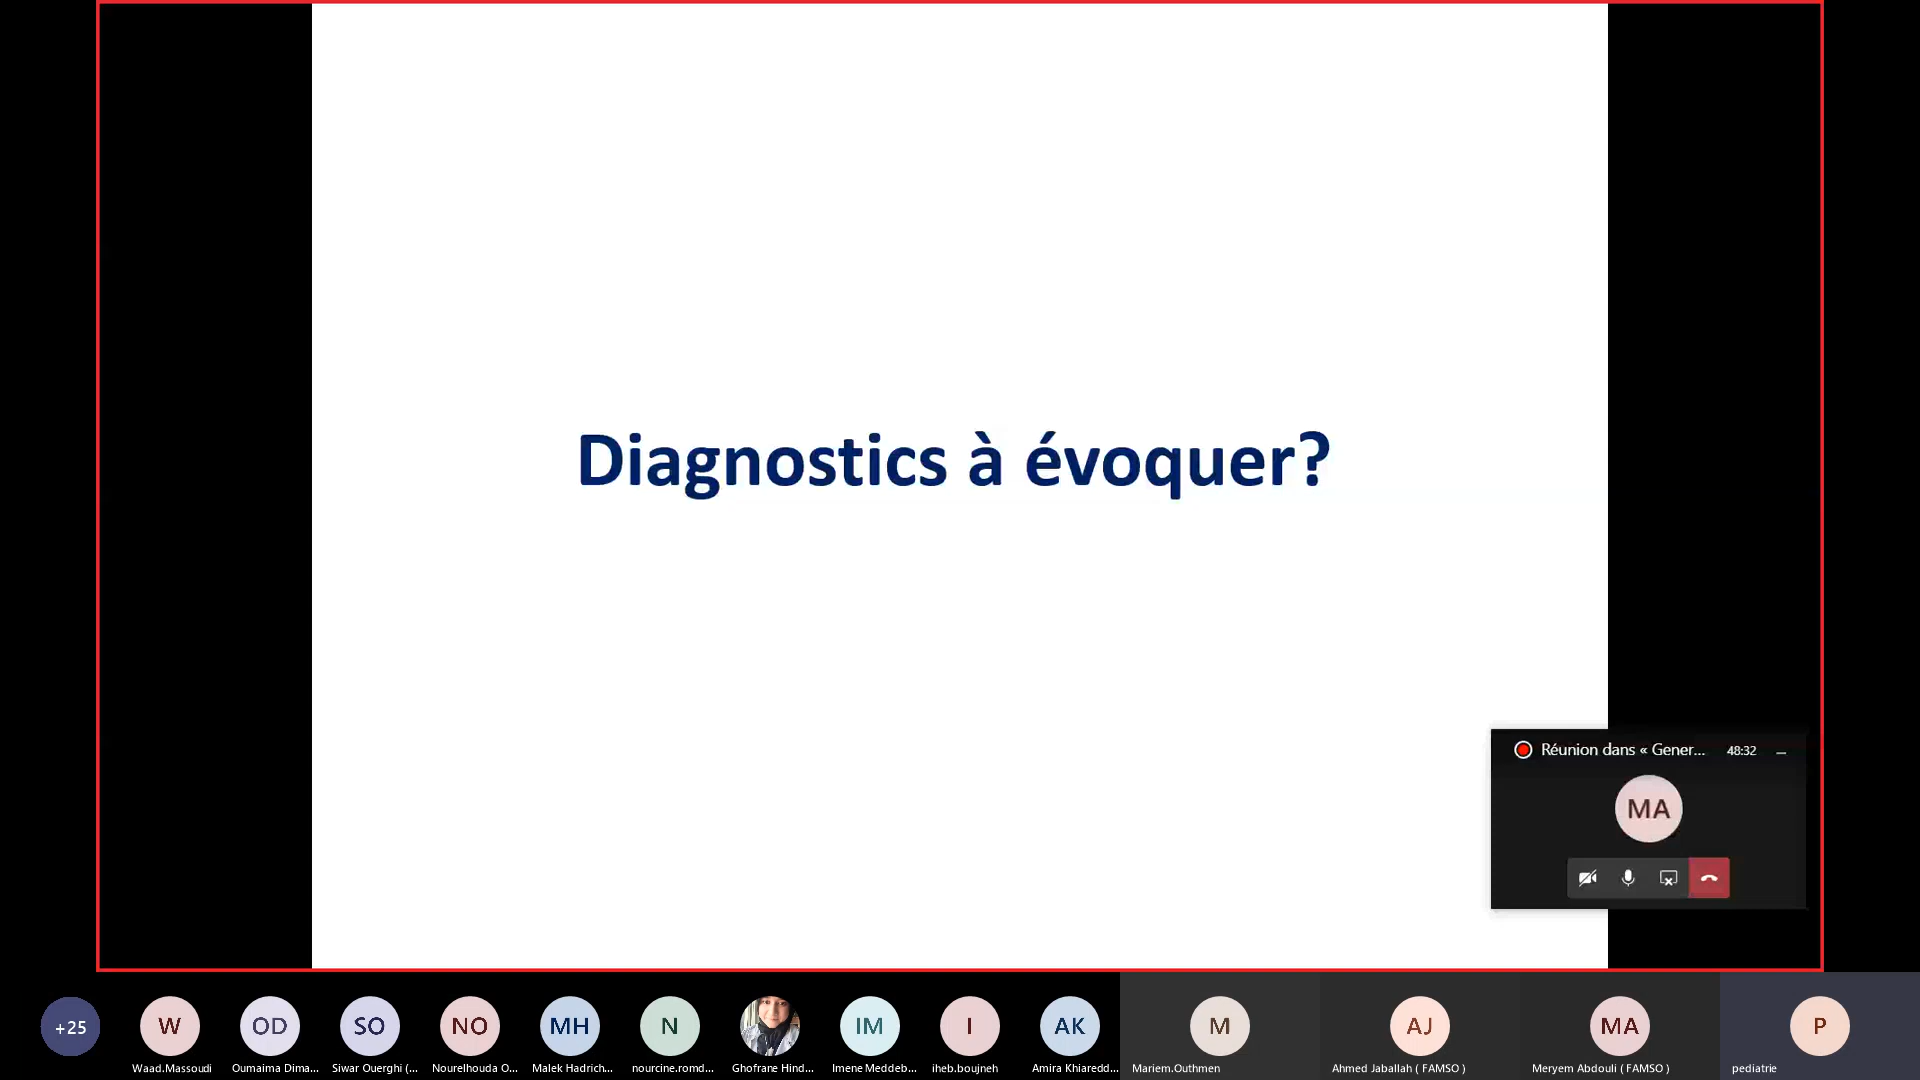 Diagnostics à évoquer?
Réunion dans « Gener... 48:32
MA
+25
W
OD
SO
NO
MH
N
IM
I
AK
M
AJ
MA
P
Waad.Massoudi
Oumaima Dima...
Siwar Ouerghi (...
Nourelhouda O...
Malek Hadrich...
nourcine.romd...
Ghofrane Hind...
Imene Meddeb...
iheb.boujneh
Amira Khiaredd...
Mariem.Outhmen
Ahmed Jaballah ( FAMSO )
Meryem Abdouli ( FAMSO )
pediatrie